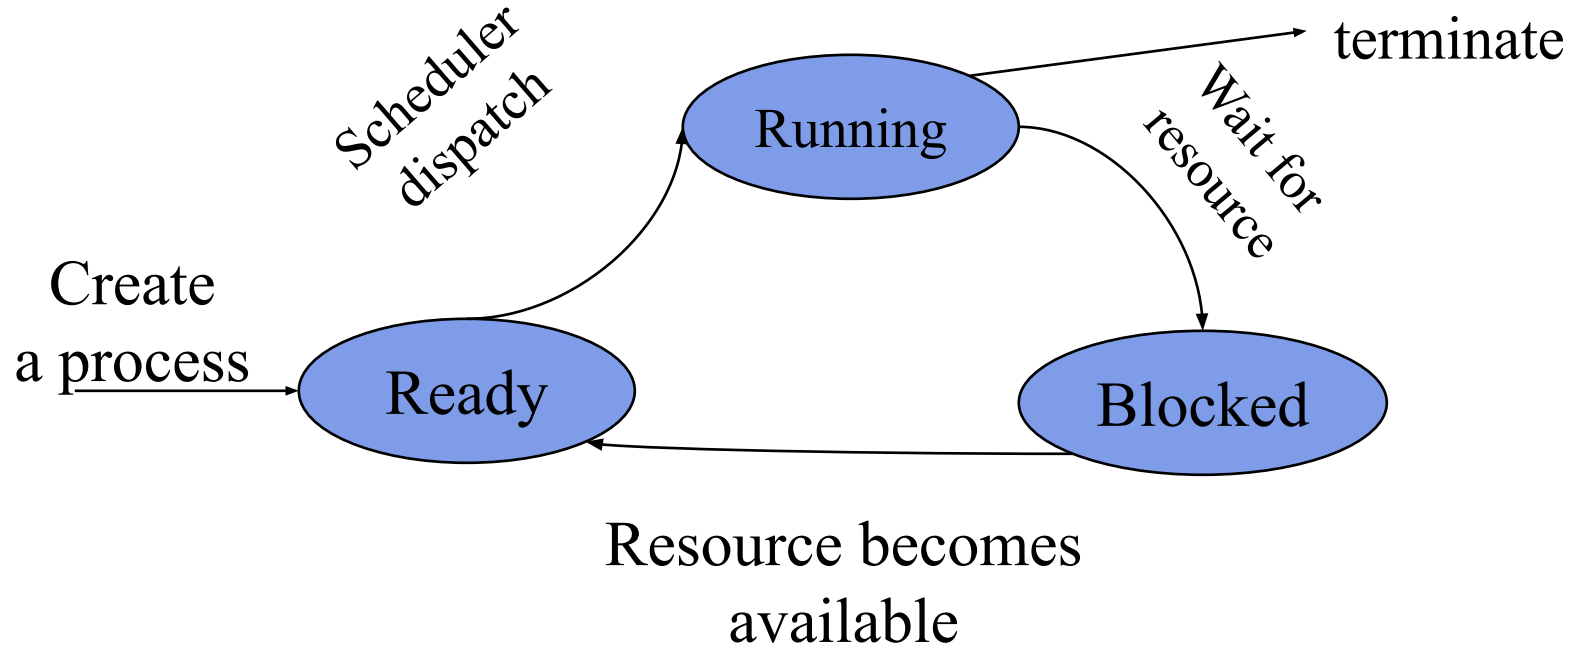 Scheduler
dispatch
Running
terminate
Wait for
resource
Create
a process
Ready
Blocked
Resource becomes
available